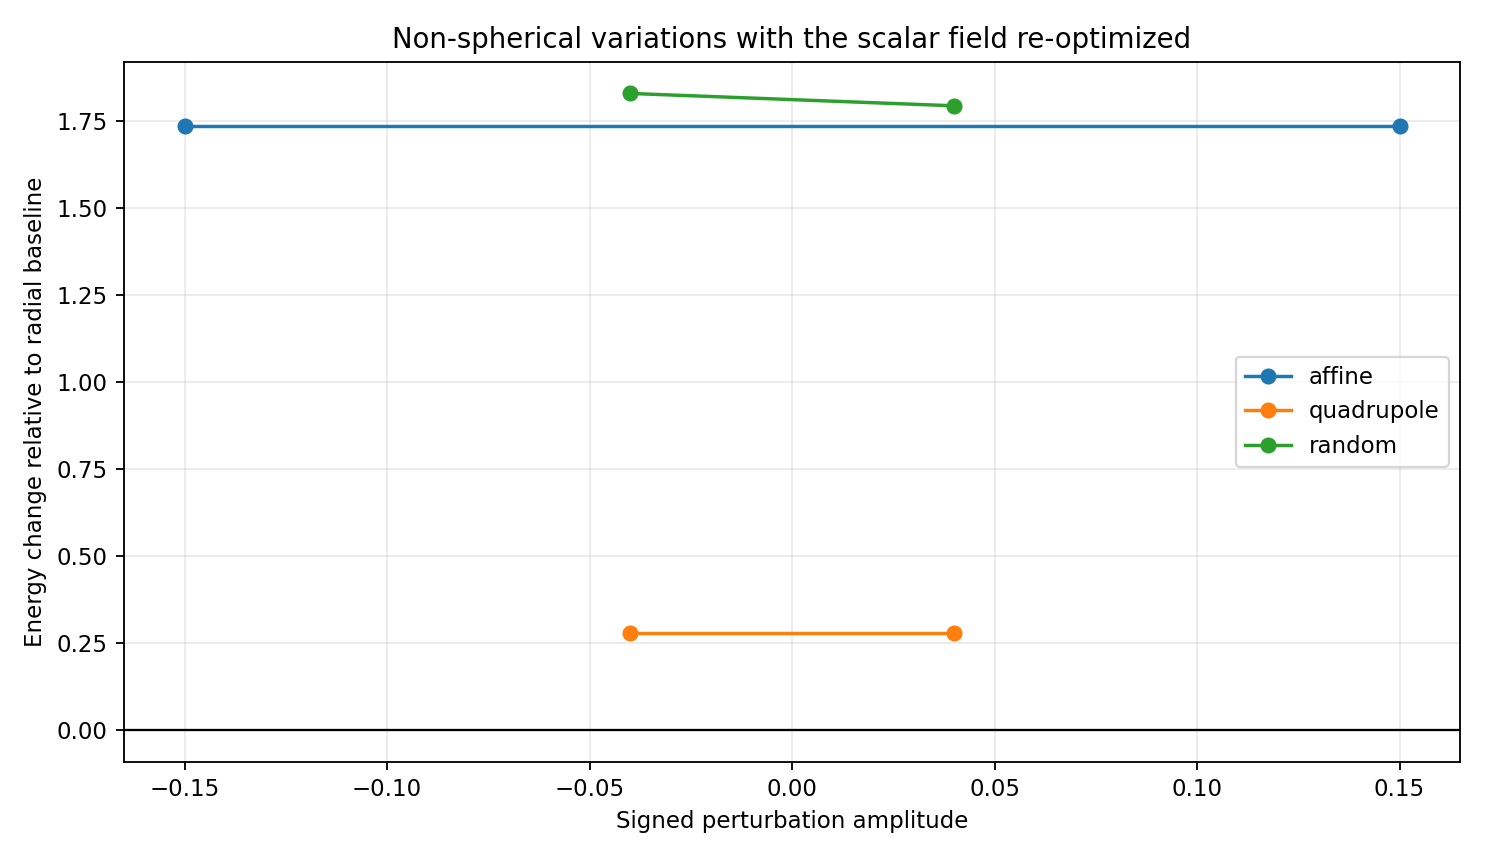 Non-spherical variations with the scalar field re-optimized
Energy change relative to radial baseline
1.75
1.50
1.25
1.00
0.75
0.50
0.25
0.00
affine
quadrupole
random
−0.15 −0.10 −0.05 0.00 0.05 0.10 0.15
Signed perturbation amplitude